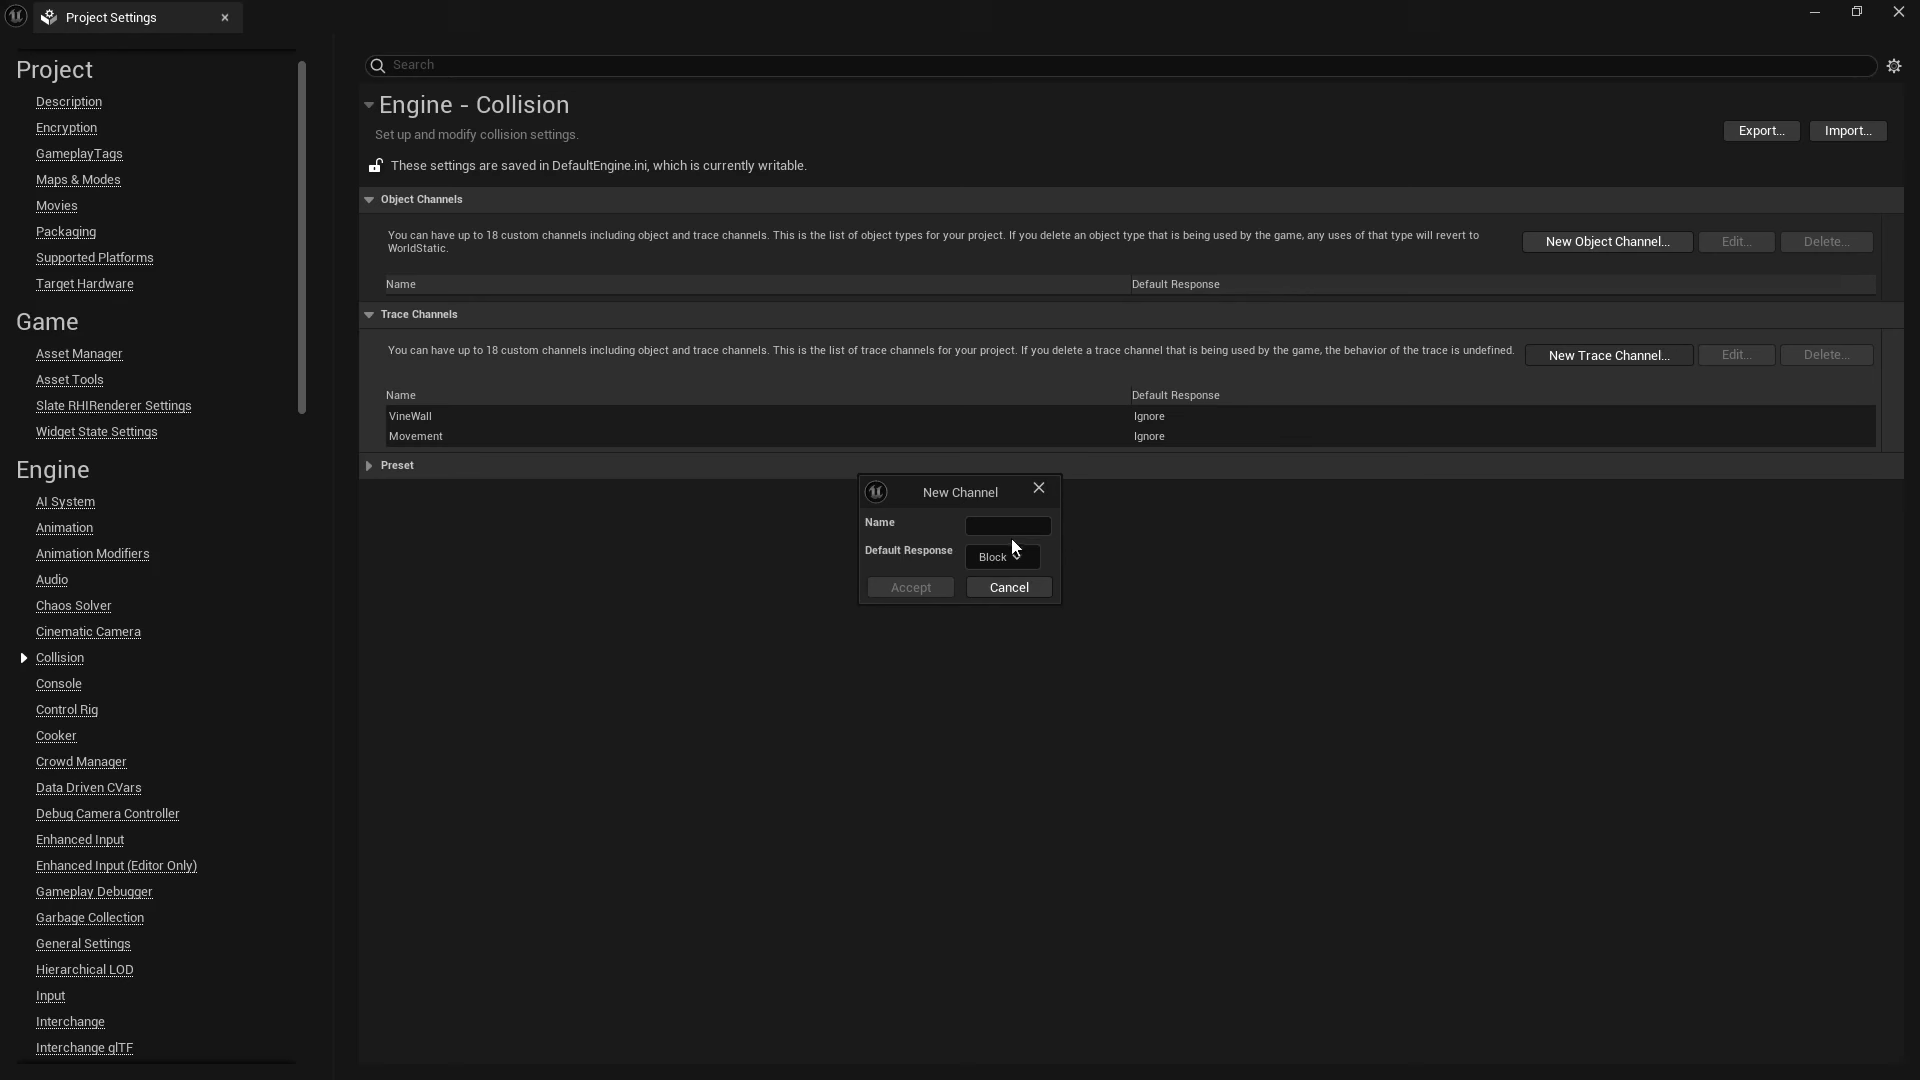 Project Settings
Project
Description
Encryption
GameplayTags
Maps & Modes
Movies
Packaging
Supported Platforms
Target Hardware
Game
Asset Manager
Asset Tools
Slate RHIRenderer Settings
Widget State Settings
Engine
AI System
Animation
Animation Modifiers
Audio
Chaos Solver
Cinematic Camera
Collision
Console
Control Rig
Cooker
Crowd Manager
Data Driven CVars
Debug Camera Controller
Enhanced Input
Enhanced Input (Editor Only)
Gameplay Debugger
Garbage Collection
General Settings
Hierarchical LOD
Input
Interchange
Interchange glTF
Search
Engine - Collision
Set up and modify collision settings.
Export... Import...
These settings are saved in DefaultEngine.ini, which is currently writable.
Object Channels
You can have up to 18 custom channels including object and trace channels. This is the list of object types for your project. If you delete an object type that is being used by the game, any uses of that type will revert to
WorldStatic.
New Object Channel... Edit... Delete...
Name Default Response
Trace Channels
You can have up to 18 custom channels including object and trace channels. This is the list of trace channels for your project. If you delete a trace channel that is being used by the game, the behavior of the trace is undefined.
New Trace Channel... Edit... Delete...
Name Default Response
VineWall Ignore
Movement Ignore
Preset
New Channel
Name
Default Response Block
Accept Cancel